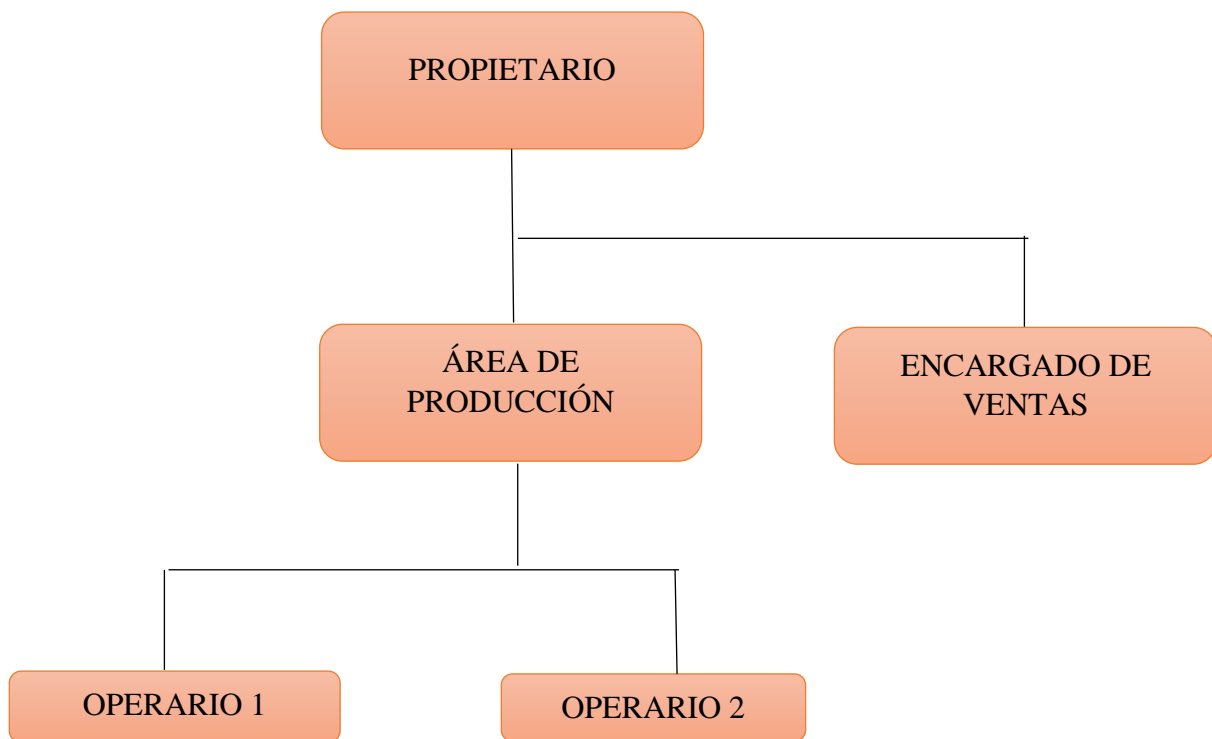 PROPIETARIO
ÁREA DE
PRODUCCIÓN
ENCARGADO DE
VENTAS
OPERARIO 1
OPERARIO 2